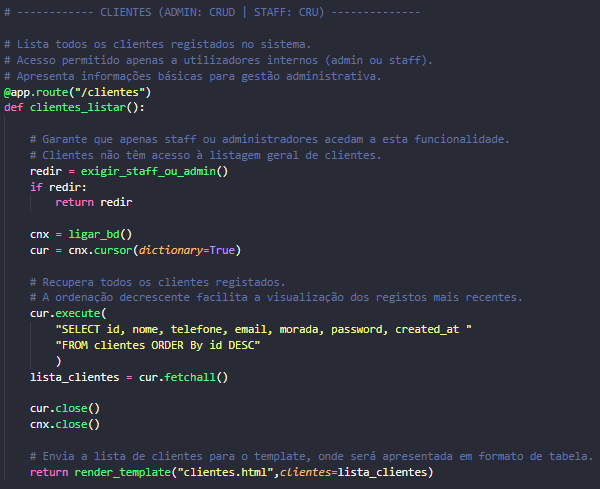 # ------------ CLIENTES (ADMIN: CRUD | STAFF: CRU) --------------
# Lista todos os clientes registados no sistema.
# Acesso permitido apenas a utilizadores internos (admin ou staff).
# Apresenta informações básicas para gestão administrativa.
@app.route("/clientes")
def clientes_listar():
    # Garante que apenas staff ou administradores acedam a esta funcionalidade.
    # Clientes não têm acesso à listagem geral de clientes.
    redir = exigir_staff_ou_admin()
    if redir:
        return redir
    cnx = ligar_bd()
    cur = cnx.cursor(dictionary=True)
    # Recupera todos os clientes registados.
    # A ordenação decrescente facilita a visualização dos registos mais recentes.
    cur.execute(
        "SELECT id, nome, telefone, email, morada, password, created_at "
        "FROM clientes ORDER By id DESC"
        )
    lista_clientes = cur.fetchall()
    cur.close()
    cnx.close()
    # Envia a lista de clientes para o template, onde será apresentada em formato de tabela.
    return render_template("clientes.html",clientes=lista_clientes)